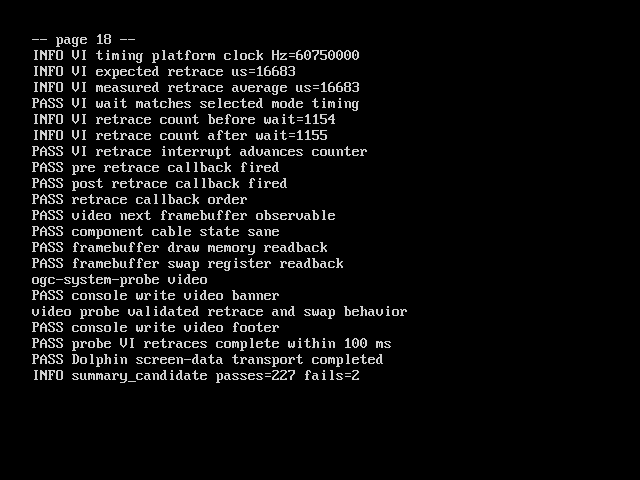 -- page 18 --
INFO VI timing platform clock Hz=60750000
INFO VI expected retrace us=16683
INFO VI measured retrace average us=16683
PASS VI wait matches selected mode timing
INFO VI retrace count before wait=1154
INFO VI retrace count after wait=1155
PASS VI retrace interrupt advances counter
PASS pre retrace callback fired
PASS post retrace callback fired
PASS retrace callback order
PASS video next framebuffer observable
PASS component cable state sane
PASS framebuffer draw memory readback
PASS framebuffer swap register readback
ogc-system-probe video
PASS console write video banner
video probe validated retrace and swap behavior
PASS console write video footer
PASS probe VI retraces complete within 100 ms
PASS Dolphin screen-data transport completed
INFO summary_candidate passes=227 fails=2